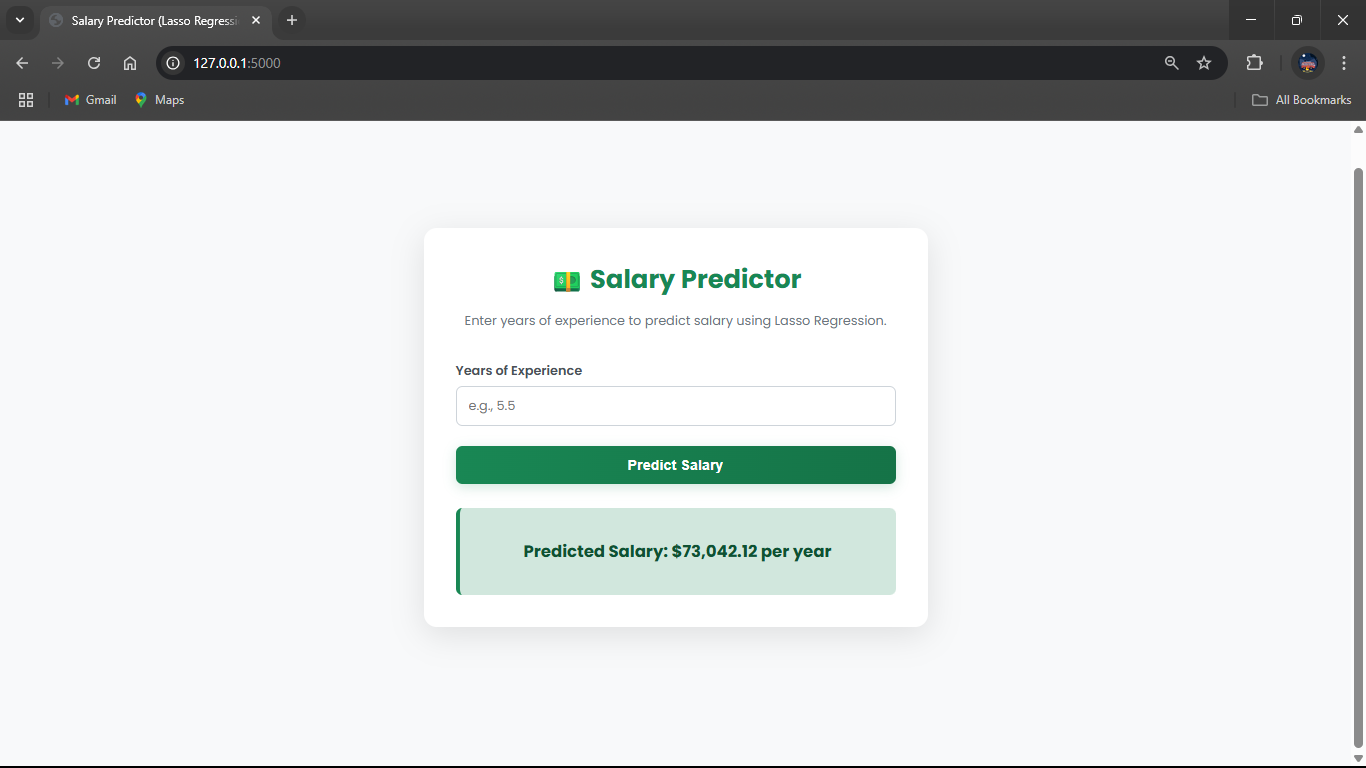 Salary Predictor (Lasso Regressi
127.0.0.1:5000
Gmail
Maps
All Bookmarks
Salary Predictor
Enter years of experience to predict salary using Lasso Regression.
Years of Experience
e.g., 5.5
Predict Salary
Predicted Salary: $73,042.12 per year